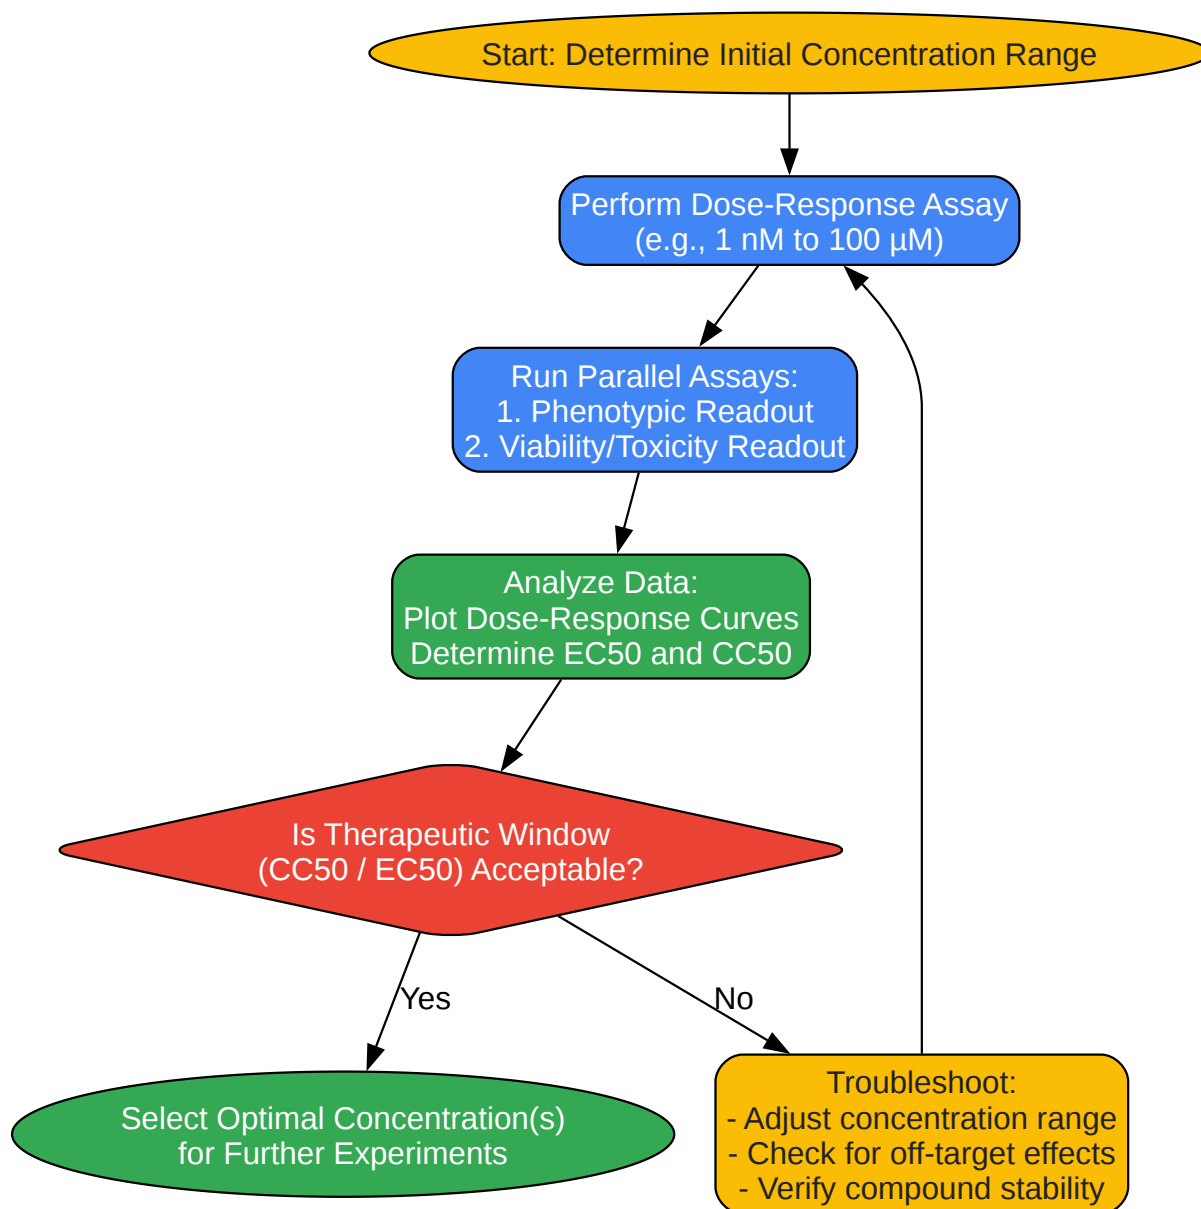 Start: Determine Initial Concentration Range
Perform Dose-Response Assay
(e.g., 1 nM to 100 µM)
Run Parallel Assays:
1. Phenotypic Readout
2. Viability/Toxicity Readout
Analyze Data:
Plot Dose-Response Curves
Determine EC50 and CC50
Is Therapeutic Window
(CC50 / EC50) Acceptable?
Yes
No
Select Optimal Concentration(s)
for Further Experiments
Troubleshoot:
- Adjust concentration range
- Check for off-target effects
- Verify compound stability